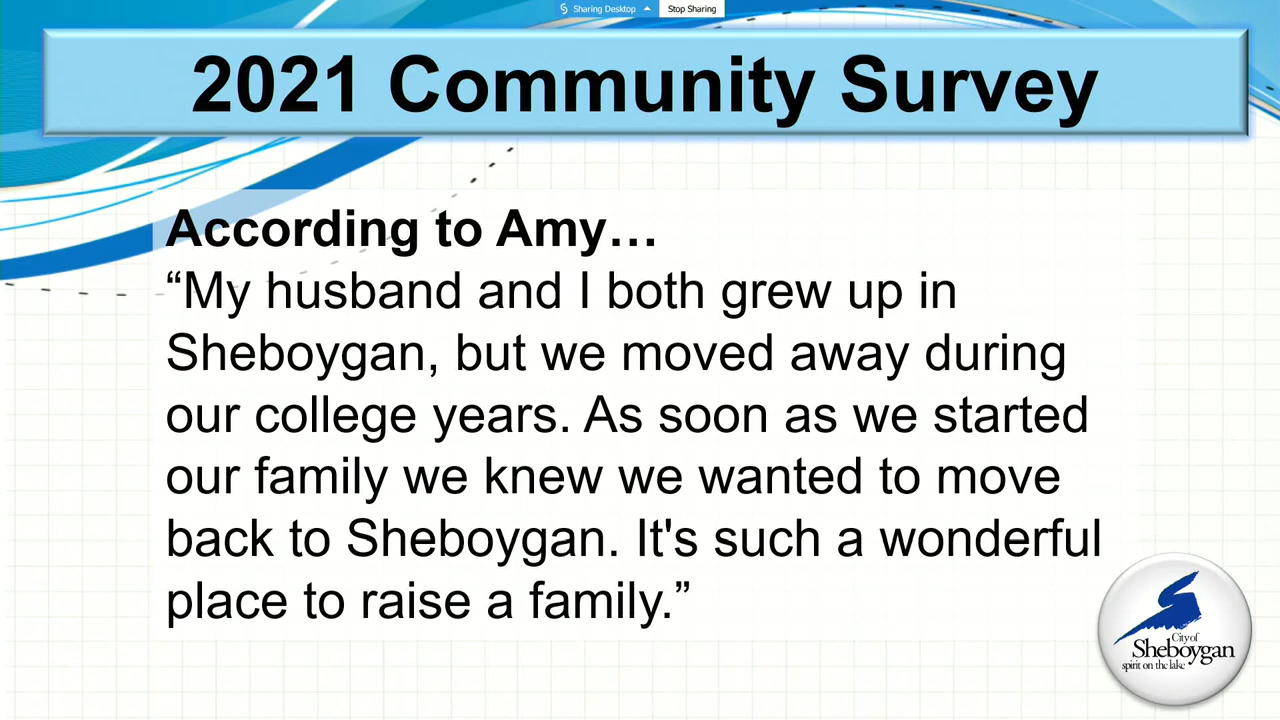 Sharing Desktop
Stop Sharing
2021 Community Survey
According to Amy…
“My husband and I both grew up in
Sheboygan, but we moved away during
our college years. As soon as we started
our family we knew we wanted to move
back to Sheboygan. It's such a wonderful
place to raise a family.”
City of
Sheboygan
spirit on the lake